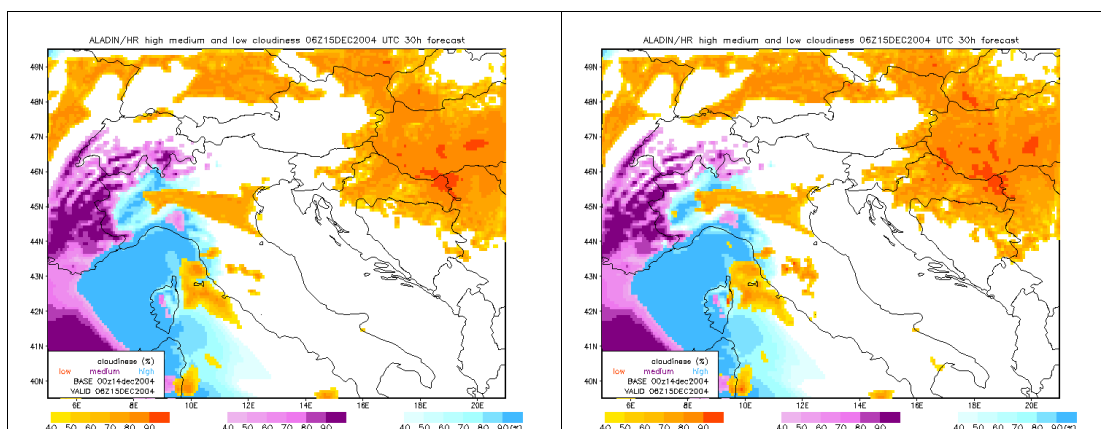 ALADIN/HR high medium and low cloudiness 06Z15DEC2004 UTC 30h forecast
49N
48N
47N
46N
45N
44N
43N
42N
41N
40N
cloudiness (%)
low medium high
BASE 00z14dec2004
VALID 06Z15DEC2004
6E 8E 10E 12E 14E 16E 18E 20E
40 50 60 70 80 90 40 50 60 70 80 90 40 50 60 70 80 90(%)
ALADIN/HR high medium and low cloudiness 06Z15DEC2004 UTC 30h forecast
49N
48N
47N
46N
45N
44N
43N
42N
41N
40N
cloudiness (%)
low medium high
BASE 00z14dec2004
VALID 06Z15DEC2004
6E 8E 10E 12E 14E 16E 18E 20E
40 50 60 70 80 90 40 50 60 70 80 90 40 50 60 70 80 90(%)